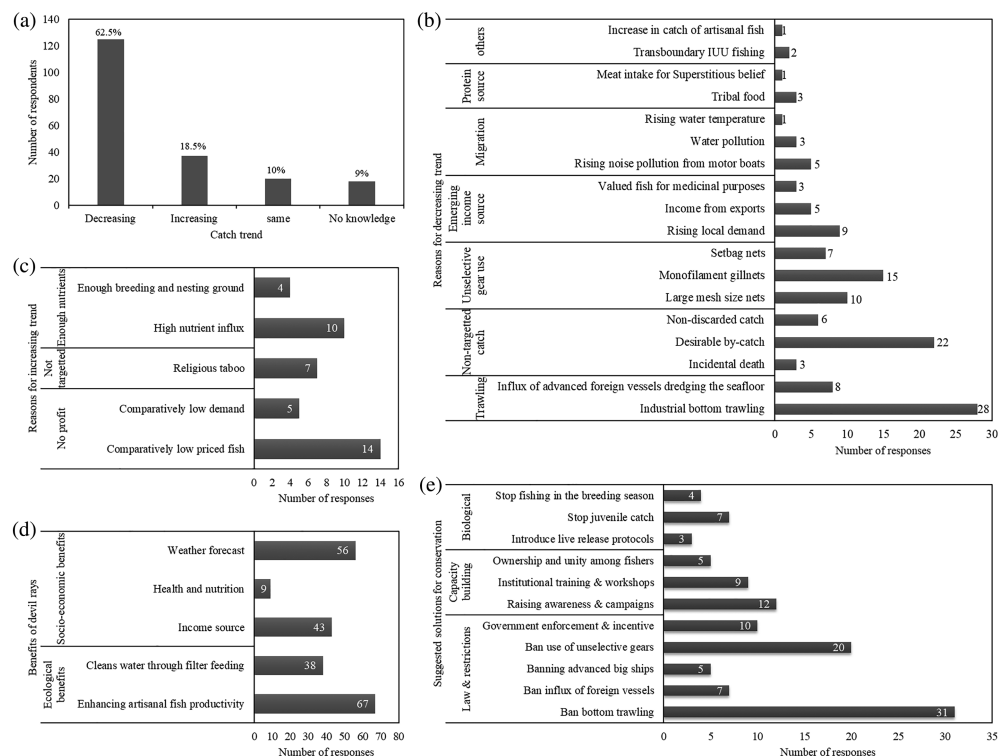 (a)
140
120
100
80
60
40
20
0
Number of respondents
62.5%
18.5%
10%
9%
Decreasing
Increasing
same
No knowledge
Catch trend
(b)
Reasons for dercreasing trend
others
Increase in catch of artisanal fish
1
Transboundary IUU fishing
2
Protein
source
Meat intake for Superstitious belief
1
Tribal food
3
Migration
Rising water temperature
1
Water pollution
3
Rising noise pollution from motor boats
5
Emerging
income
source
Valued fish for medicinal purposes
3
Income from exports
5
Rising local demand
9
Unselective
gear use
Setbag nets
7
Monofilament gillnets
15
Large mesh size nets
10
Non-targetted
catch
Non-discarded catch
6
Desirable by-catch
22
Incidental death
3
Trawling
Influx of advanced foreign vessels dredging the seafloor
8
Industrial bottom trawling
28
0 5 10 15 20 25 30
Number of responses
(c)
Reasons for increasing trend
Enough nutrients
Enough breeding and nesting ground
4
High nutrient influx
10
Not
targetted
Religious taboo
7
No profit
Comparatively low demand
5
Comparatively low priced fish
14
0 2 4 6 8 10 12 14 16
Number of responses
(d)
Benefits of devil rays
Socio-economic benefits
Weather forecast
56
Health and nutrition
9
Income source
43
Ecological
benefits
Cleans water through filter feeding
38
Enhancing artisanal fish productivity
67
0 10 20 30 40 50 60 70 80
Number of responses
(e)
Suggested solutions for conservation
Biological
Stop fishing in the breeding season
4
Stop juvenile catch
7
Introduce live release protocols
3
Capacity
building
Ownership and unity among fishers
5
Institutional training & workshops
9
Raising awareness & campaigns
12
Law & restrictions
Government enforcement & incentive
10
Ban use of unselective gears
20
Banning advanced big ships
5
Ban influx of foreign vessels
7
Ban bottom trawling
31
0 5 10 15 20 25 30 35
Number of responses